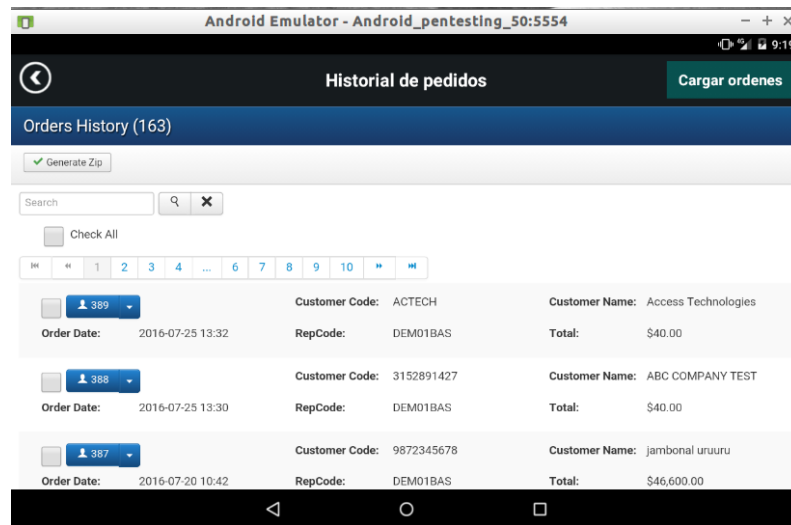 Android Emulator - Android_pentesting_50:5554
4G 9:19
Historial de pedidos Cargar ordenes
Orders History (163)
Generate Zip
Search
Check All
1 2 3 4 ... 6 7 8 9 10
389 Customer Code: ACTECH Customer Name: Access Technologies
Order Date: 2016-07-25 13:32 RepCode: DEM01BAS Total: $40.00
388 Customer Code: 3152891427 Customer Name: ABC COMPANY TEST
Order Date: 2016-07-25 13:30 RepCode: DEM01BAS Total: $40.00
387 Customer Code: 9872345678 Customer Name: jambonal uruuru
Order Date: 2016-07-20 10:42 RepCode: DEM01BAS Total: $46,600.00